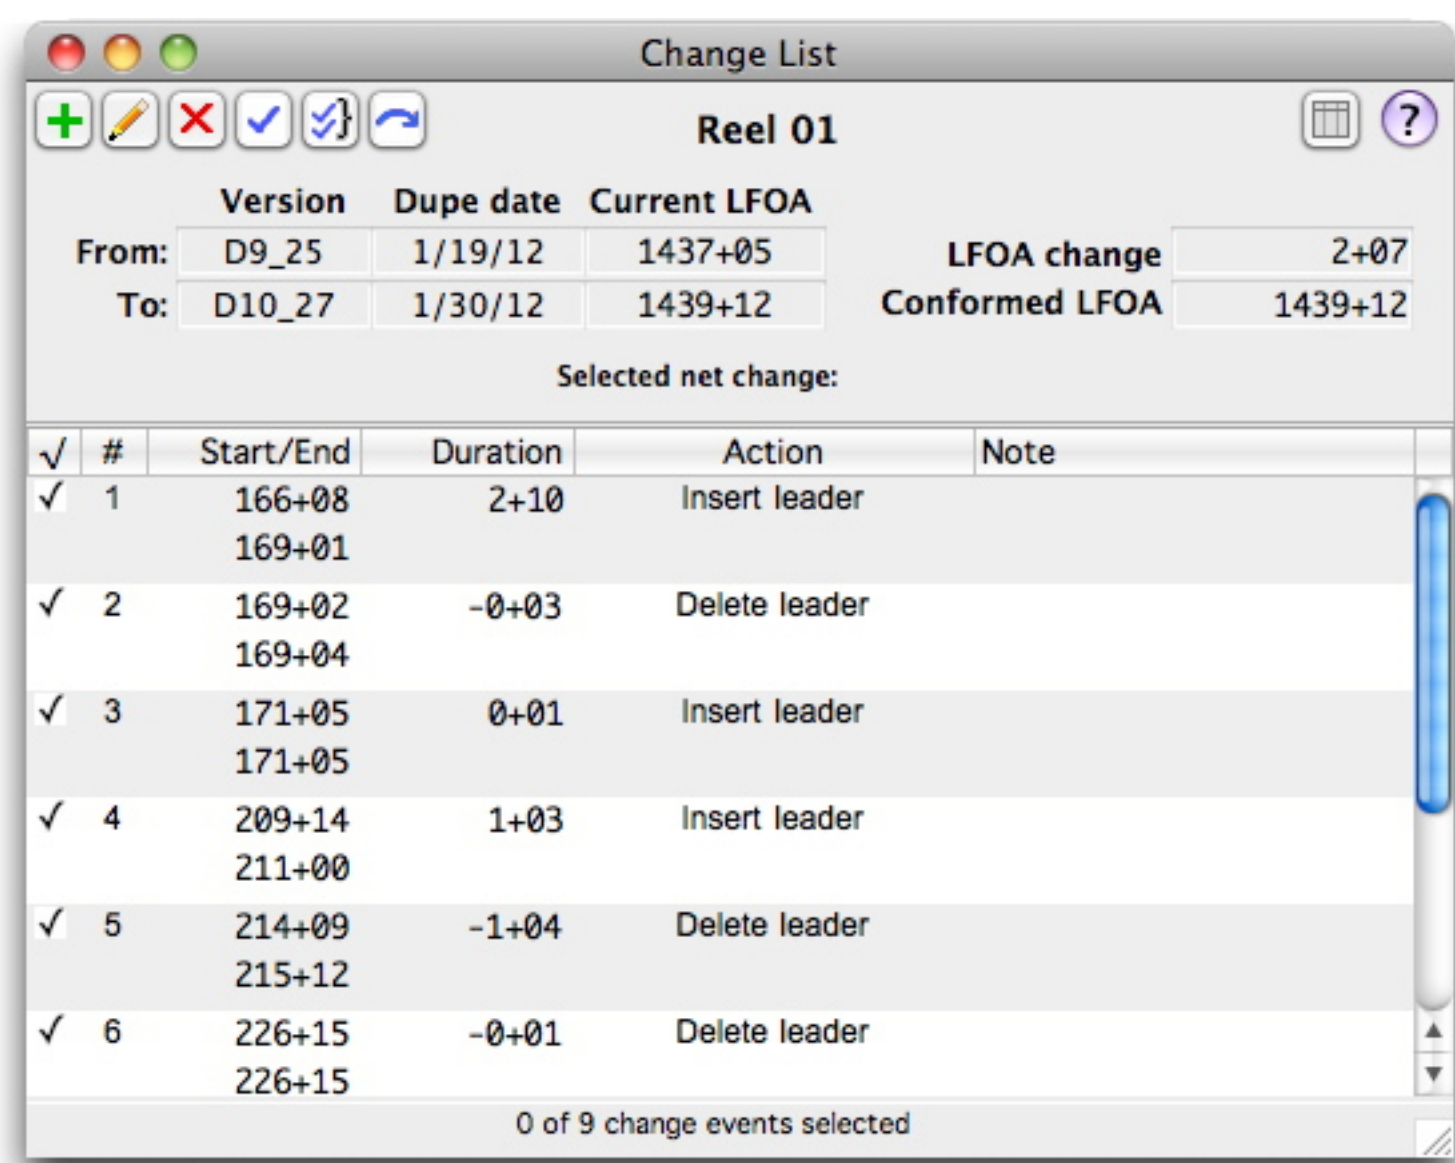 Change List
Reel 01
?
Version Dupe date Current LFOA
From: D9_25 1/19/12 1437+05 LFOA change 2+07
To: D10_27 1/30/12 1439+12 Conformed LFOA 1439+12
Selected net change:
√ # Start/End Duration Action Note
√ 1 166+08 2+10 Insert leader
169+01
√ 2 169+02 -0+03 Delete leader
169+04
√ 3 171+05 0+01 Insert leader
171+05
√ 4 209+14 1+03 Insert leader
211+00
√ 5 214+09 -1+04 Delete leader
215+12
√ 6 226+15 -0+01 Delete leader
226+15
0 of 9 change events selected